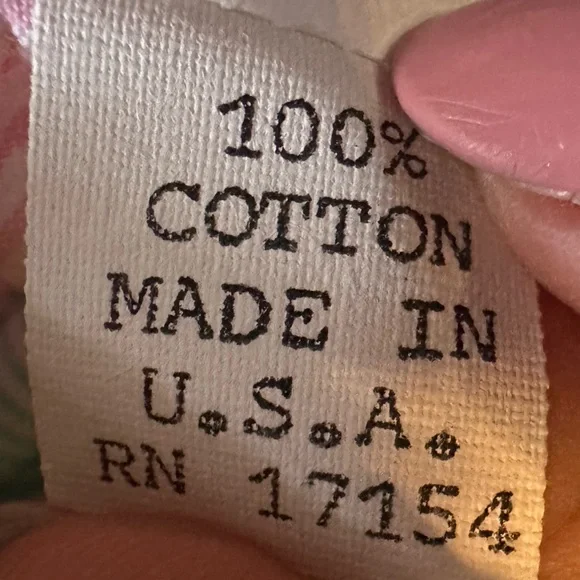 100%
COTTON
MADE IN
U.S.A.
RN 17154